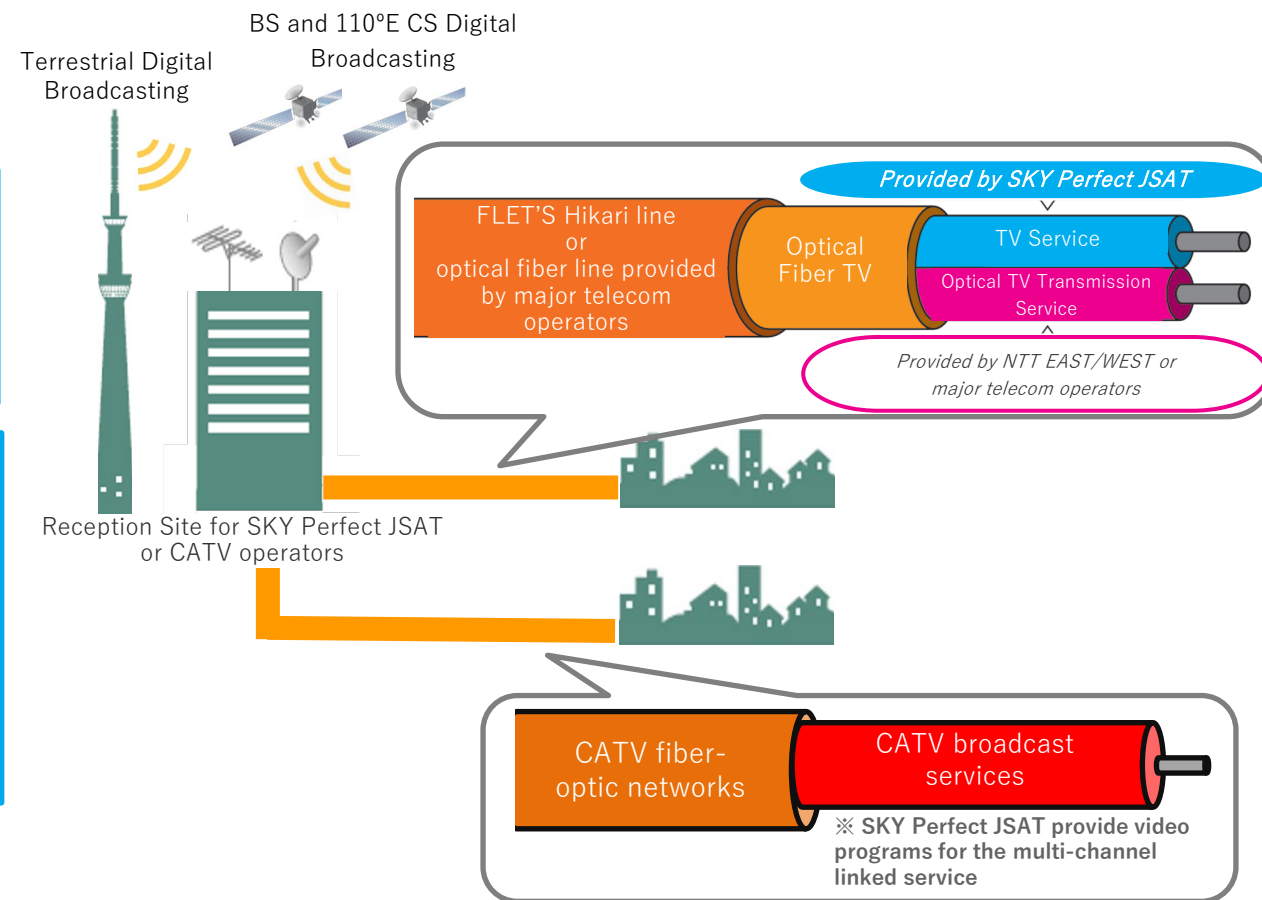 BS and 110°E CS Digital
Broadcasting
Terrestrial Digital
Broadcasting
Provided by SKY Perfect JSAT
FLET'S Hikari line
or
optical fiber line provided
by major telecom
operators
Optical
Fiber TV
TV Service
Optical TV Transmission
Service
Provided by NTT EAST/WEST or
major telecom operators
Reception Site for SKY Perfect JSAT
or CATV operators
CATV fiber-
optic networks
CATV broadcast
services
※ SKY Perfect JSAT provide video
programs for the multi-channel
linked service